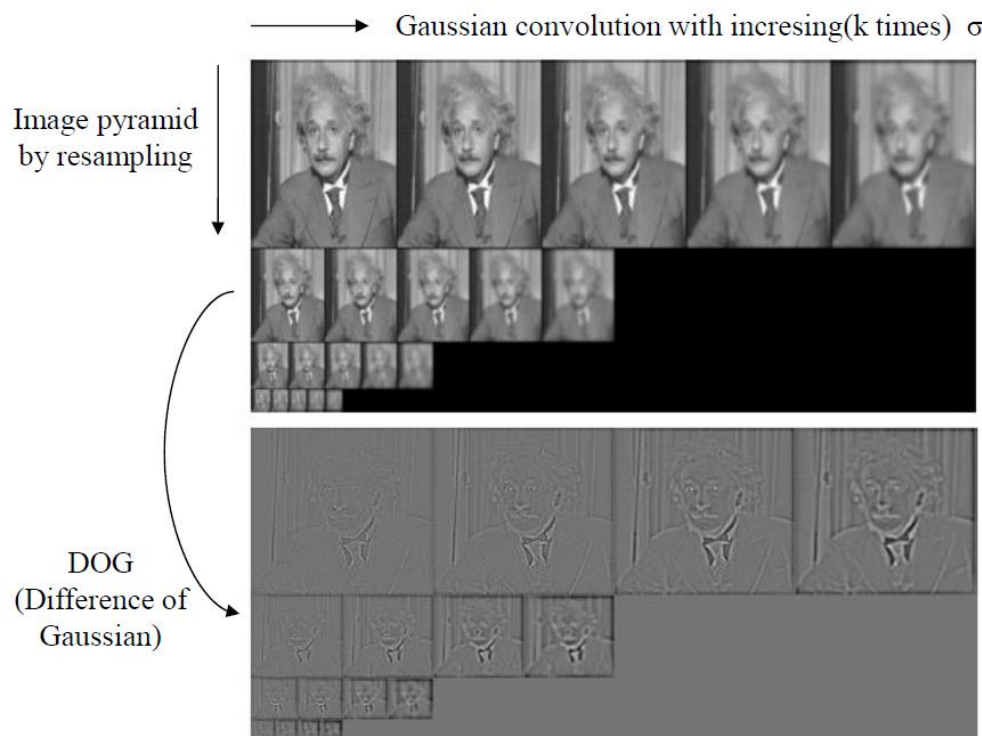 Gaussian convolution with incresing(k times) σ
Image pyramid
by resampling
DOG
(Difference of
Gaussian)